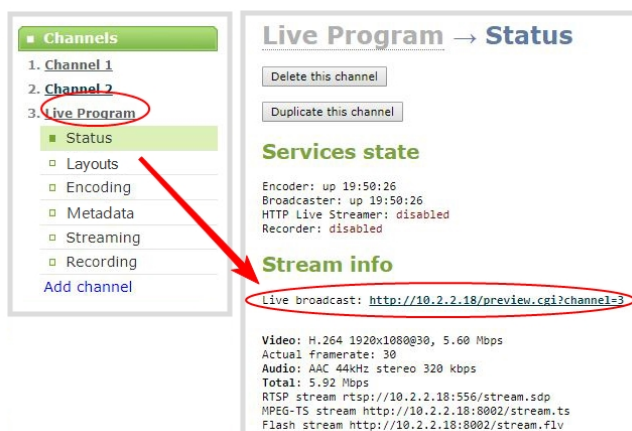 Channels
1. Channel 1
2. Channel 2
3. Live Program
Status
Layouts
Encoding
Metadata
Streaming
Recording
Add channel
Live Program → Status
Delete this channel
Duplicate this channel
Services state
Encoder: up 19:50:26
Broadcaster: up 19:50:26
HTTP Live Streamer: disabled
Recorder: disabled
Stream info
Live broadcast: http://10.2.2.18/preview.cgi?channel=3
Video: H.264 1920x1080@30, 5.60 Mbps
Actual framerate: 30
Audio: AAC 44kHz stereo 320 kbps
Total: 5.92 Mbps
RTSP stream rtsp://10.2.2.18:556/stream.sdp
MPEG-TS stream http://10.2.2.18:8002/stream.ts
Flash stream http://10.2.2.18:8002/stream.flv